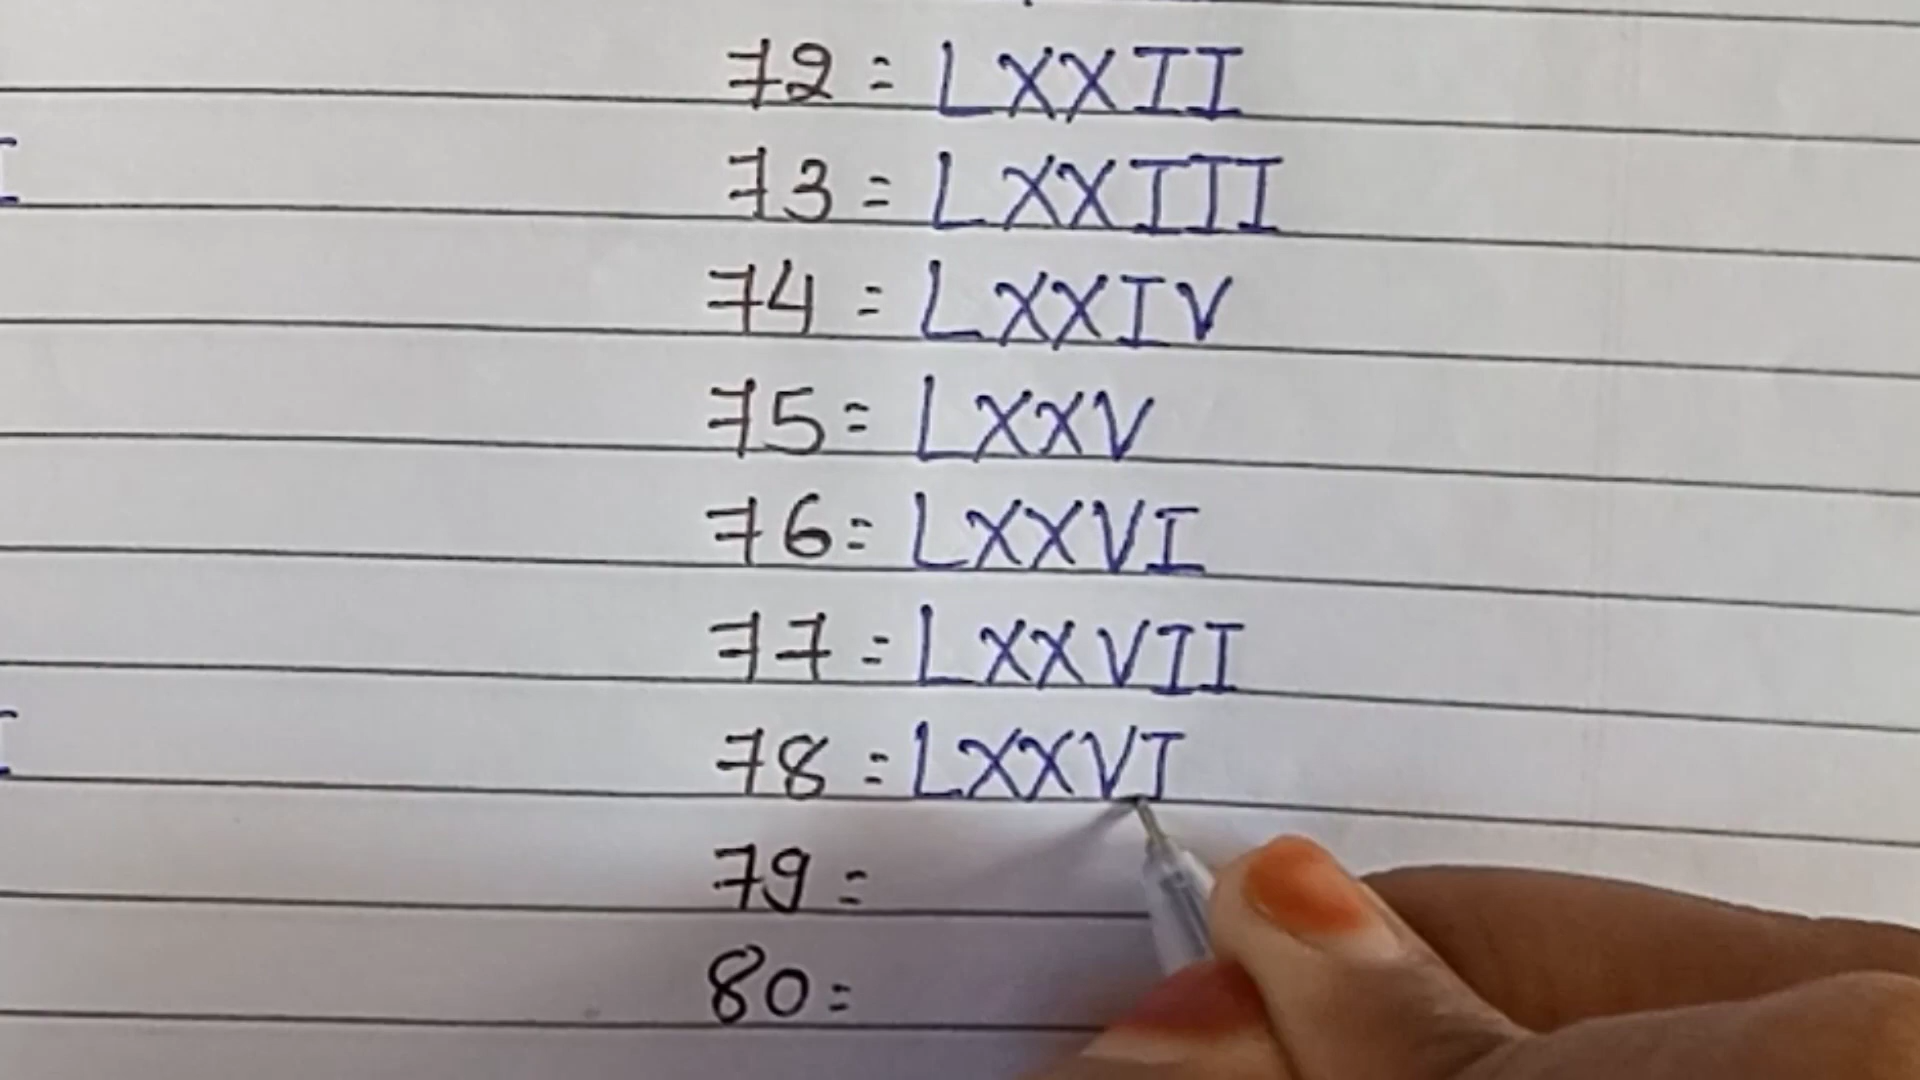 72 = LXXII
73 = LXXIII
74 = LXXIV
75 = LXXV
76 = LXXVI
77 = LXXVII
78 = LXXVI
79 =
80 =
I
I